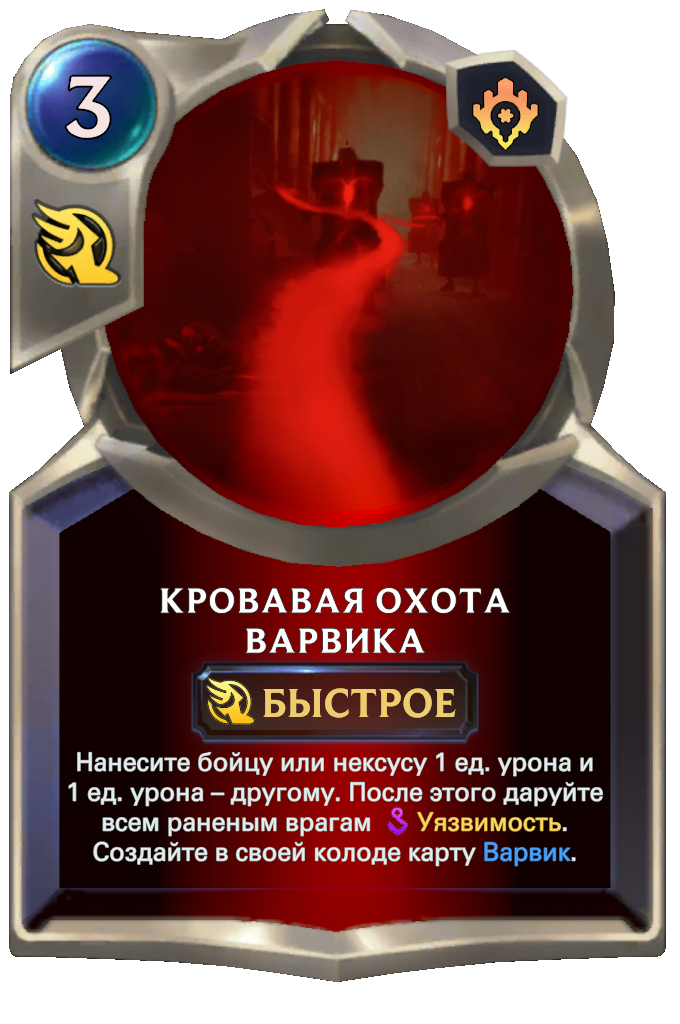 3
КРОВАВАЯ ОХОТА
ВАРВИКА
БЫСТРОЕ
Нанесите бойцу или нексусу 1 ед. урона и
1 ед. урона – другому. После этого даруйте
всем раненым врагам Уязвимость.
Создайте в своей колоде карту Варвик.